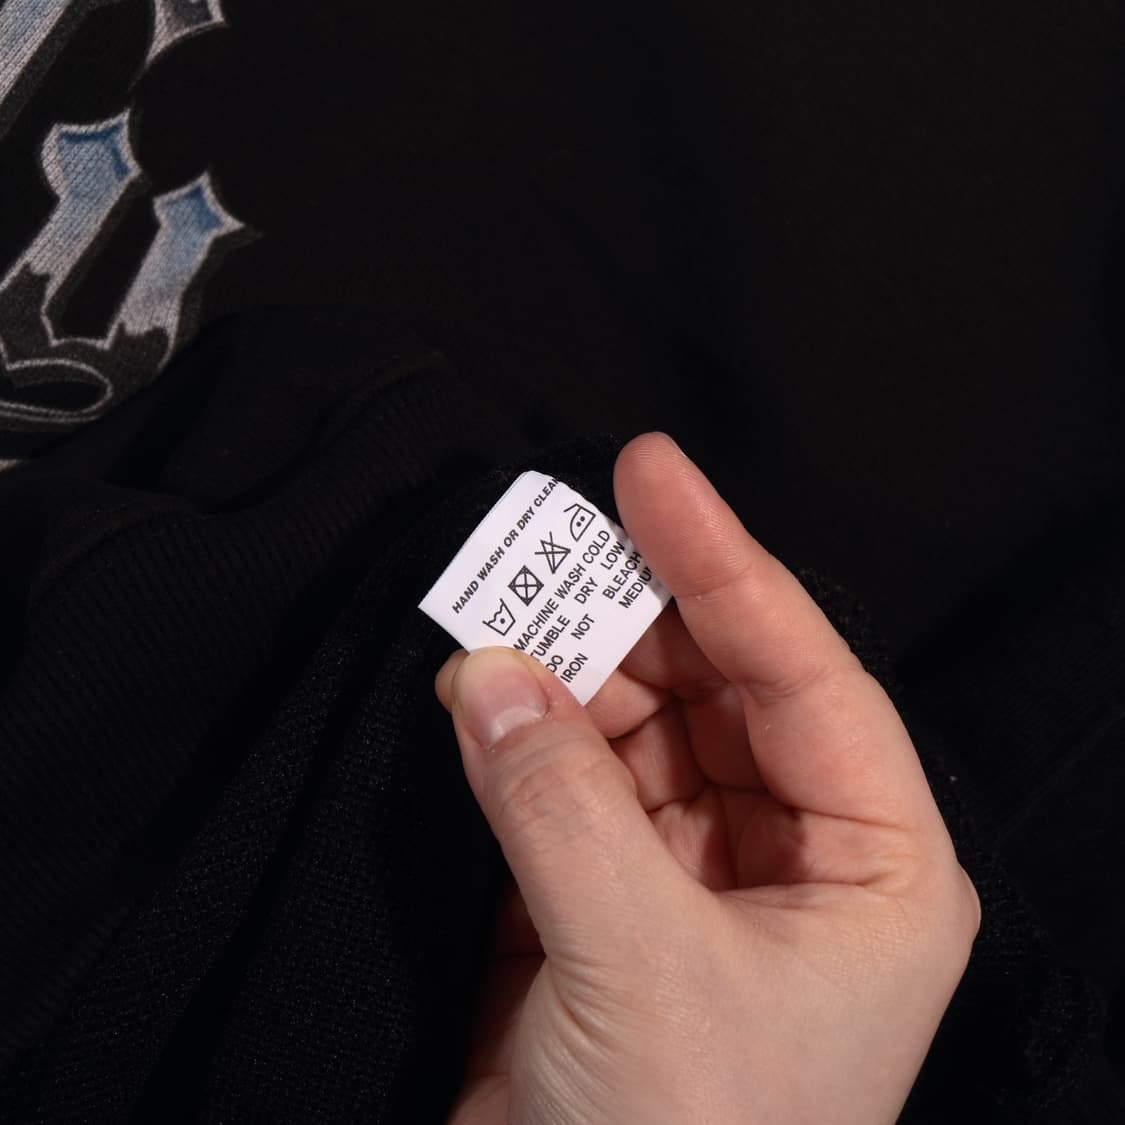 HAND WASH OR DRY CLEAN
MACHINE WASH COLD
TUMBLE DRY LOW
DO NOT BLEACH
IRON